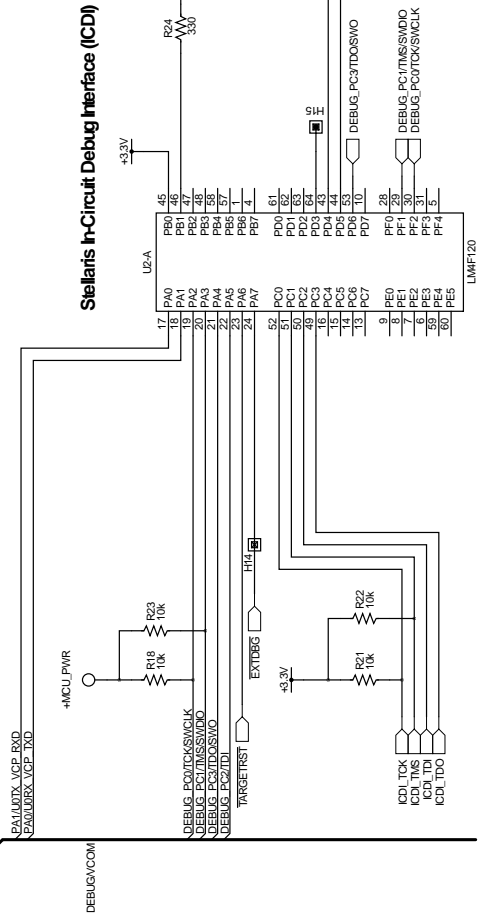 Stellaris In-Circuit Debug Interface (ICDI)
PA1/U0TX_VCP_RXD
PA0/U0RX_VCP_TXD
DEBUG/VCOM
+MCU_PWR
R18
10k
R23
10k
DEBUG_PC0/TCK/SWCLK
DEBUG_PC1/TMS/SWDIO
DEBUG_PC3/TDO/SWO
DEBUG_PC2/TDI
TARGETRST
EXTDBG
H14
+3.3V
R21
10k
R22
10k
ICDI_TCK
ICDI_TMS
ICDI_TDI
ICDI_TDO
+3.3V
R24
330
U2-A
17 PA0 PB0 45
18 PA1 PB1 46
19 PA2 PB2 47
20 PA3 PB3 48
21 PA4 PB4 58
22 PA5 PB5 57
23 PA6 PB6 1
24 PA7 PB7 4
52 PC0 PD0 61
51 PC1 PD1 62
50 PC2 PD2 63
49 PC3 PD3 64
16 PC4 PD4 43
15 PC5 PD5 44
14 PC6 PD6 53
13 PC7 PD7 10
9 PE0 PF0 28
8 PE1 PF1 29
7 PE2 PF2 30
6 PE3 PF3 31
59 PE4 PF4 5
60 PE5
LM4F120
H15
DEBUG_PC3/TDO/SWO
DEBUG_PC1/TMS/SWDIO
DEBUG_PC0/TCK/SWCLK